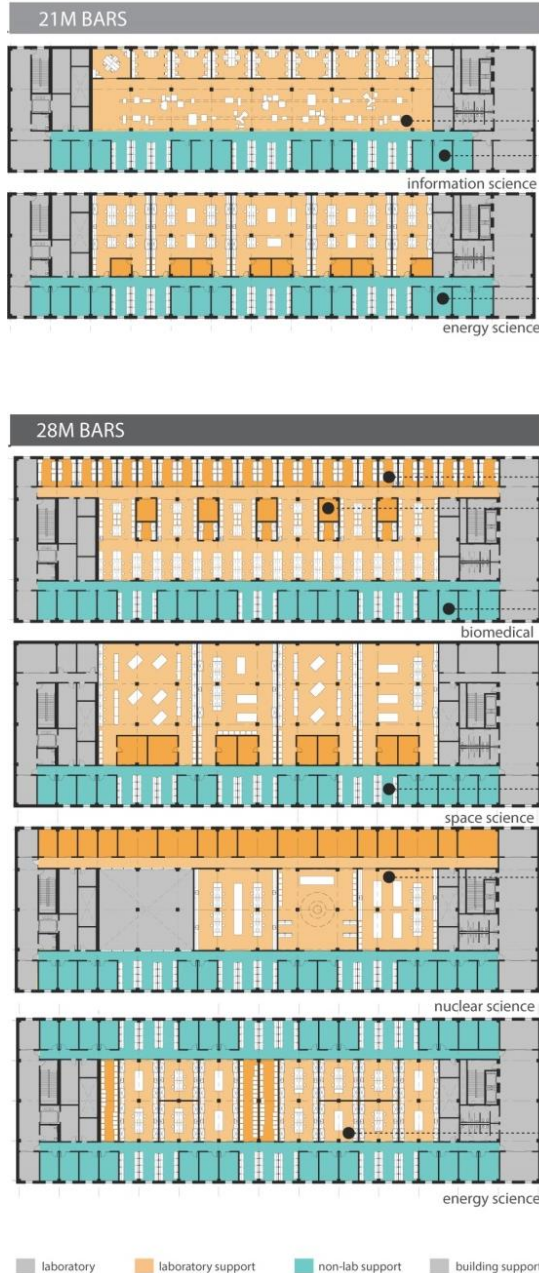 21M BARS
information science
energy science
28M BARS
biomedical
space science
nuclear science
energy science
laboratory laboratory support non-lab support building support